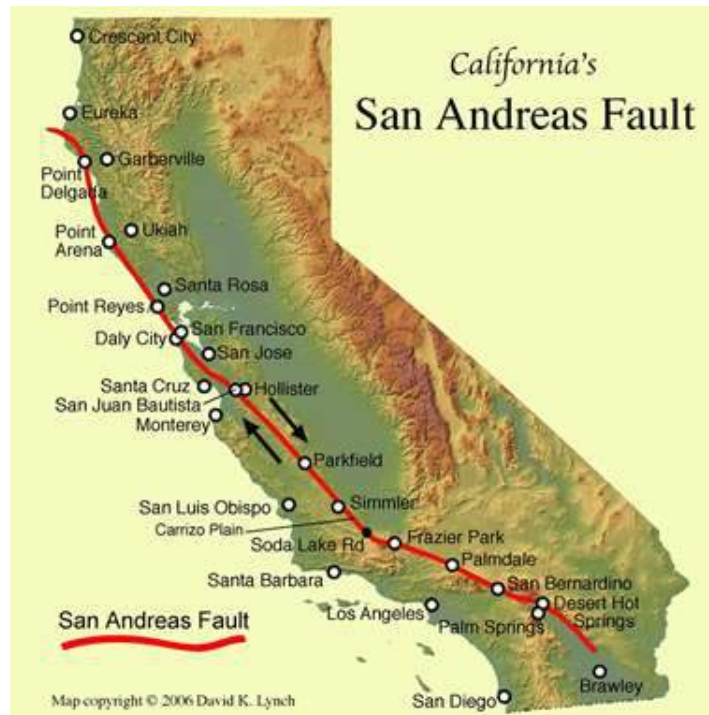 California's
San Andreas Fault
Crescent City
Eureka
Garberville
Point
Delgada
Ukiah
Point
Arena
Santa Rosa
Point Reyes
San Francisco
Daly City
San Jose
Santa Cruz
Hollister
San Juan Bautista
Monterey
Parkfield
San Luis Obispo
Simmler
Carrizo Plain
Soda Lake Rd
Frazier Park
Palmdale
Santa Barbara
San Bernardino
Los Angeles
Desert Hot
Springs
Palm Springs
San Andreas Fault
Brawley
San Diego
Map copyright © 2006 David K. Lynch